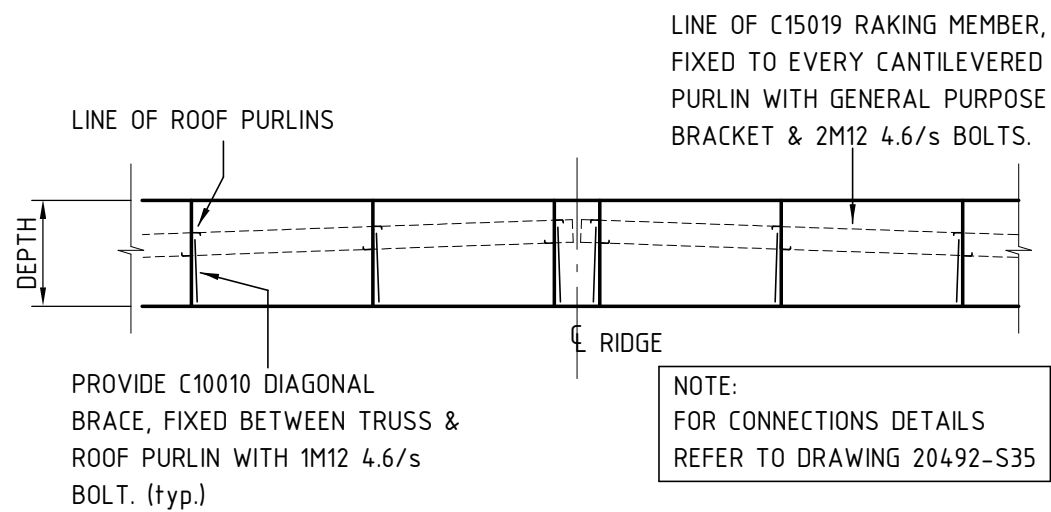 LINE OF C15019 RAKING MEMBER,
FIXED TO EVERY CANTILEVERED
PURLIN WITH GENERAL PURPOSE
BRACKET & 2M12 4.6/s BOLTS.
LINE OF ROOF PURLINS
DEPTH
℄ RIDGE
PROVIDE C10010 DIAGONAL
BRACE, FIXED BETWEEN TRUSS &
ROOF PURLIN WITH 1M12 4.6/s
BOLT. (typ.)
NOTE:
FOR CONNECTIONS DETAILS
REFER TO DRAWING 20492-S35